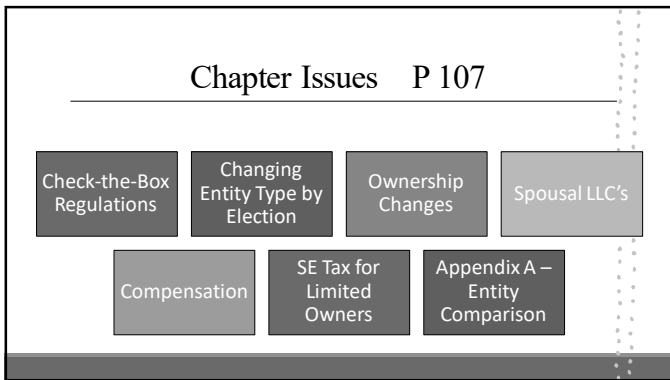 Chapter Issues P 107
Check-the-Box
Regulations
Changing
Entity Type by
Election
Ownership
Changes
Spousal LLC's
Compensation
SE Tax for
Limited
Owners
Appendix A –
Entity
Comparison